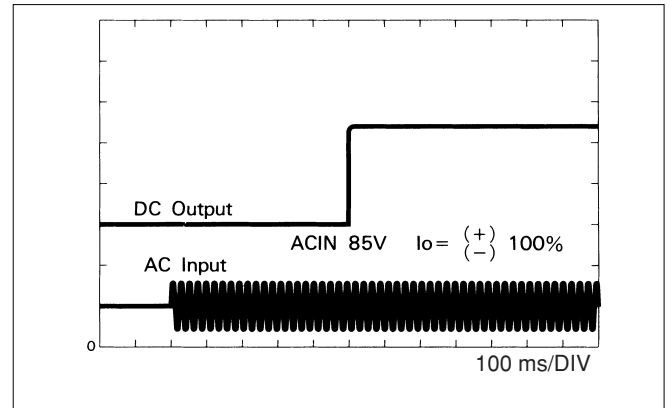 DC Output
ACIN 85V Io= (+) 100%
(−)
AC Input
0
100 ms/DIV